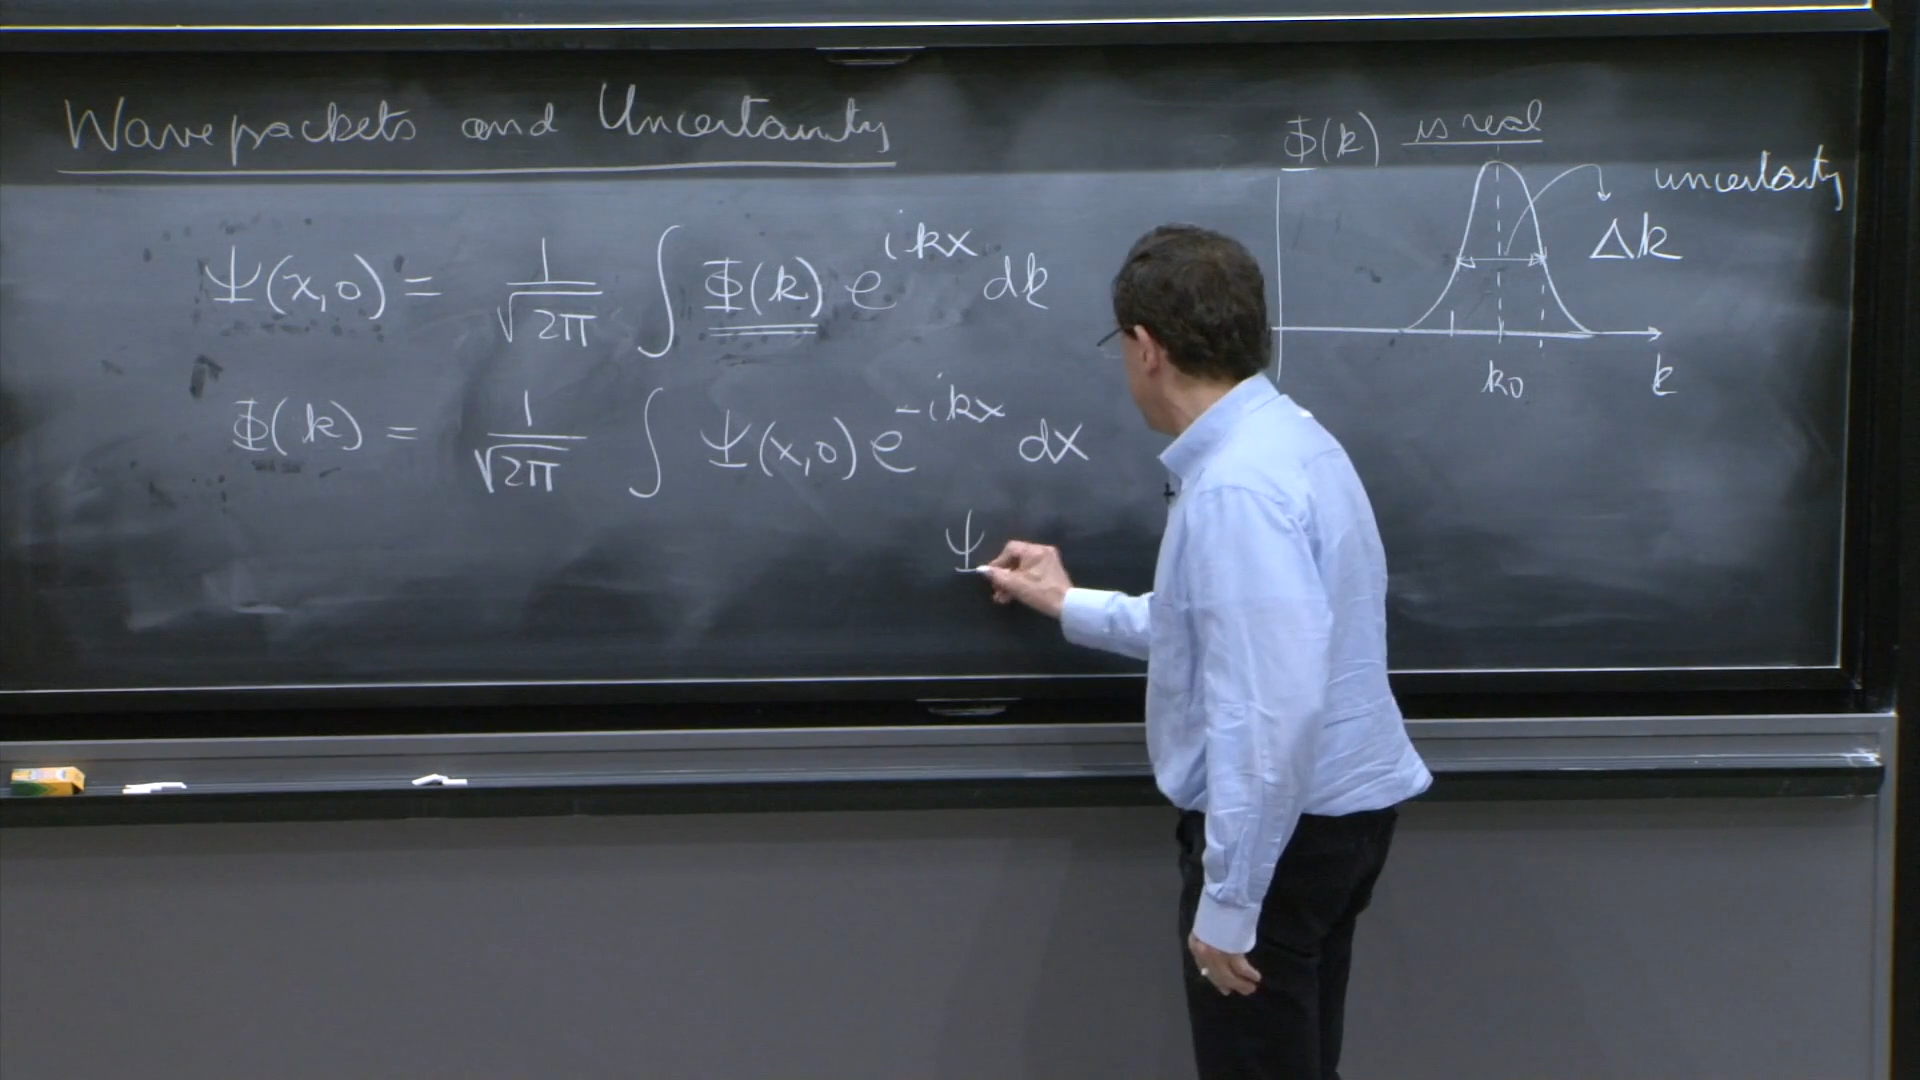 Wavepackets and Uncertainty
Ψ(x,0) = 1/√2π ∫ Φ(k) e^{ikx} dk
Φ(k) = 1/√2π ∫ Ψ(x,0) e^{-ikx} dx
Ψ
Φ(k) is real
uncertainty
Δk
k0 k